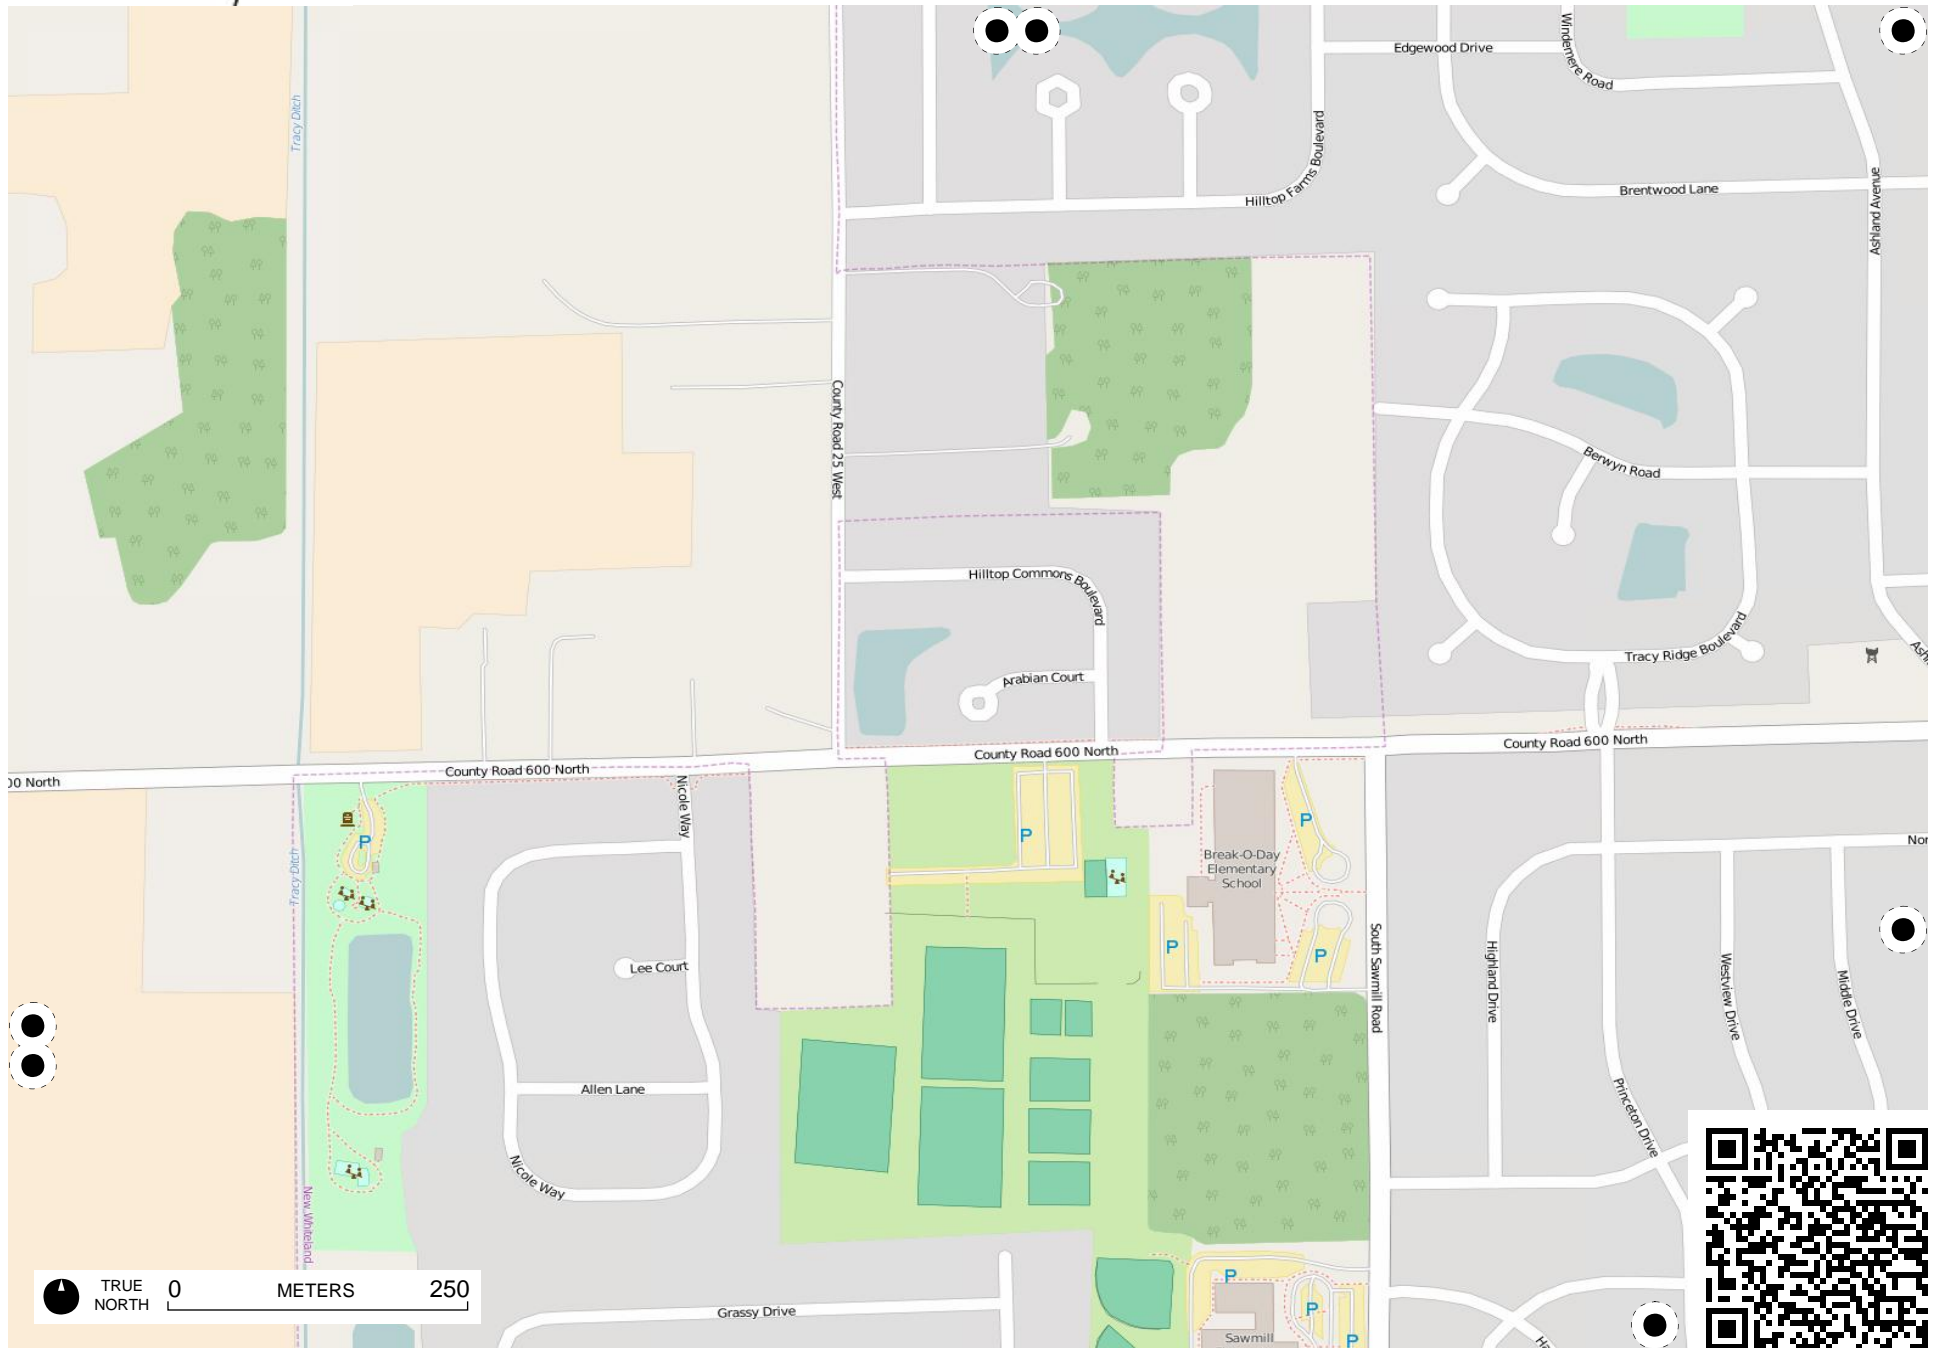 Edgewood Drive
Windemere Road
Tracy Ditch
Hilltop Farms Boulevard
Brentwood Lane
Ashland Avenue
County Road 25 West
Berwyn Road
Hilltop Commons Boulevard
Tracy Ridge Boulevard
Arabian Court
County Road 600 North
County Road 600 North
County Road 600 North
00 North
Nicole Way
P
P
P
Break-O-Day
Elementary
School
Tracy Ditch
P
P
Lee Court
South Sawmill Road
Highland Drive
Westview Drive
Middle Drive
Allen Lane
Princeton Drive
Nicole Way
New Whiteland
P
P
P
Grassy Drive
Sawmill
TRUE
NORTH
0 METERS 250